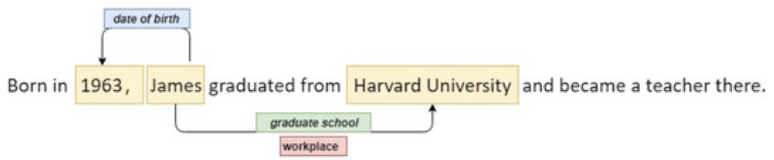 date of birth
Born in 1963, James graduated from Harvard University and became a teacher there.
graduate school
workplace